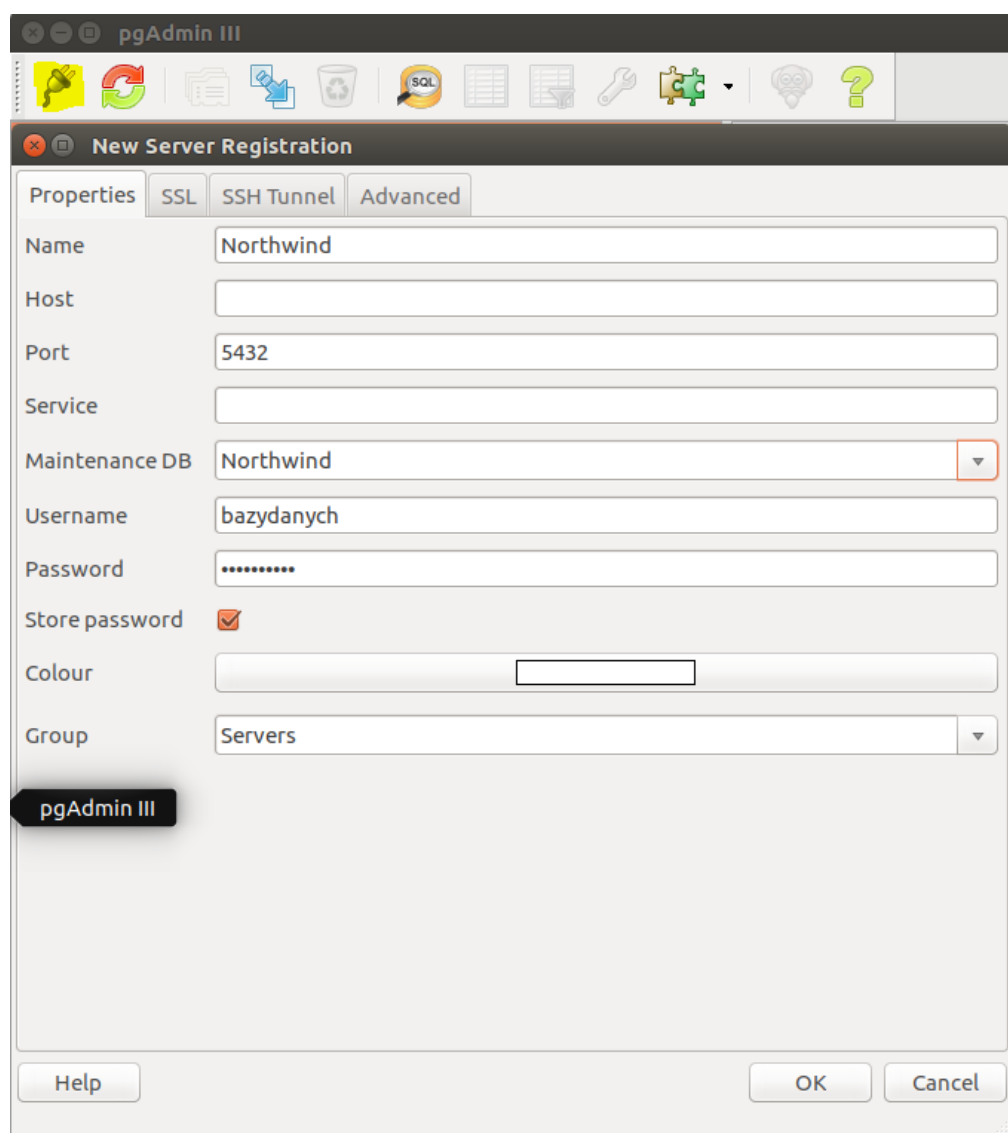 pgAdmin III
SQL
New Server Registration
Properties SSL SSH Tunnel Advanced
Name Northwind
Host
Port 5432
Service
Maintenance DB Northwind
Username bazydanych
Password ••••••••••
Store password
Colour
Group Servers
pgAdmin III
Help OK Cancel